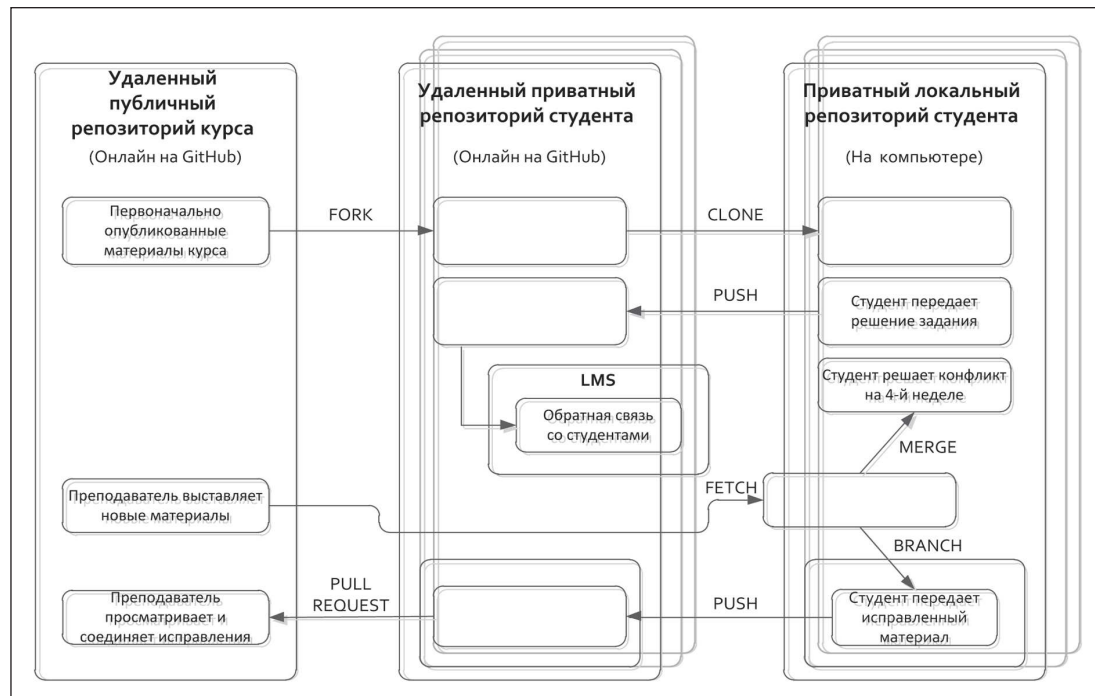 Удаленный
публичный
репозиторий курса
(Онлайн на GitHub)
Удаленный приватный
репозиторий студента
(Онлайн на GitHub)
Приватный локальный
репозиторий студента
(На компьютере)
Первоначально
опубликованные
материалы курса
FORK
CLONE
PUSH
Студент передает
решение задания
LMS
Обратная связь
со студентами
Студент решает конфликт
на 4-й неделе
MERGE
Преподаватель выставляет
новые материалы
FETCH
BRANCH
Преподаватель
просматривает и
соединяет исправления
PULL
REQUEST
PUSH
Студент передает
исправленный
материал